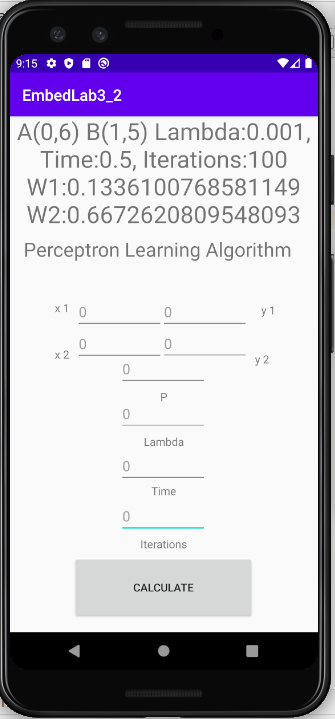 9:15
EmbedLab3_2
A(0,6) B(1,5) Lambda:0.001,
Time:0.5, Iterations:100
W1:0.1336100768581149
W2:0.6672620809548093
Perceptron Learning Algorithm
x 1 0 0 y 1
x 2 0 0 y 2
0
P
0
Lambda
0
Time
0
Iterations
CALCULATE